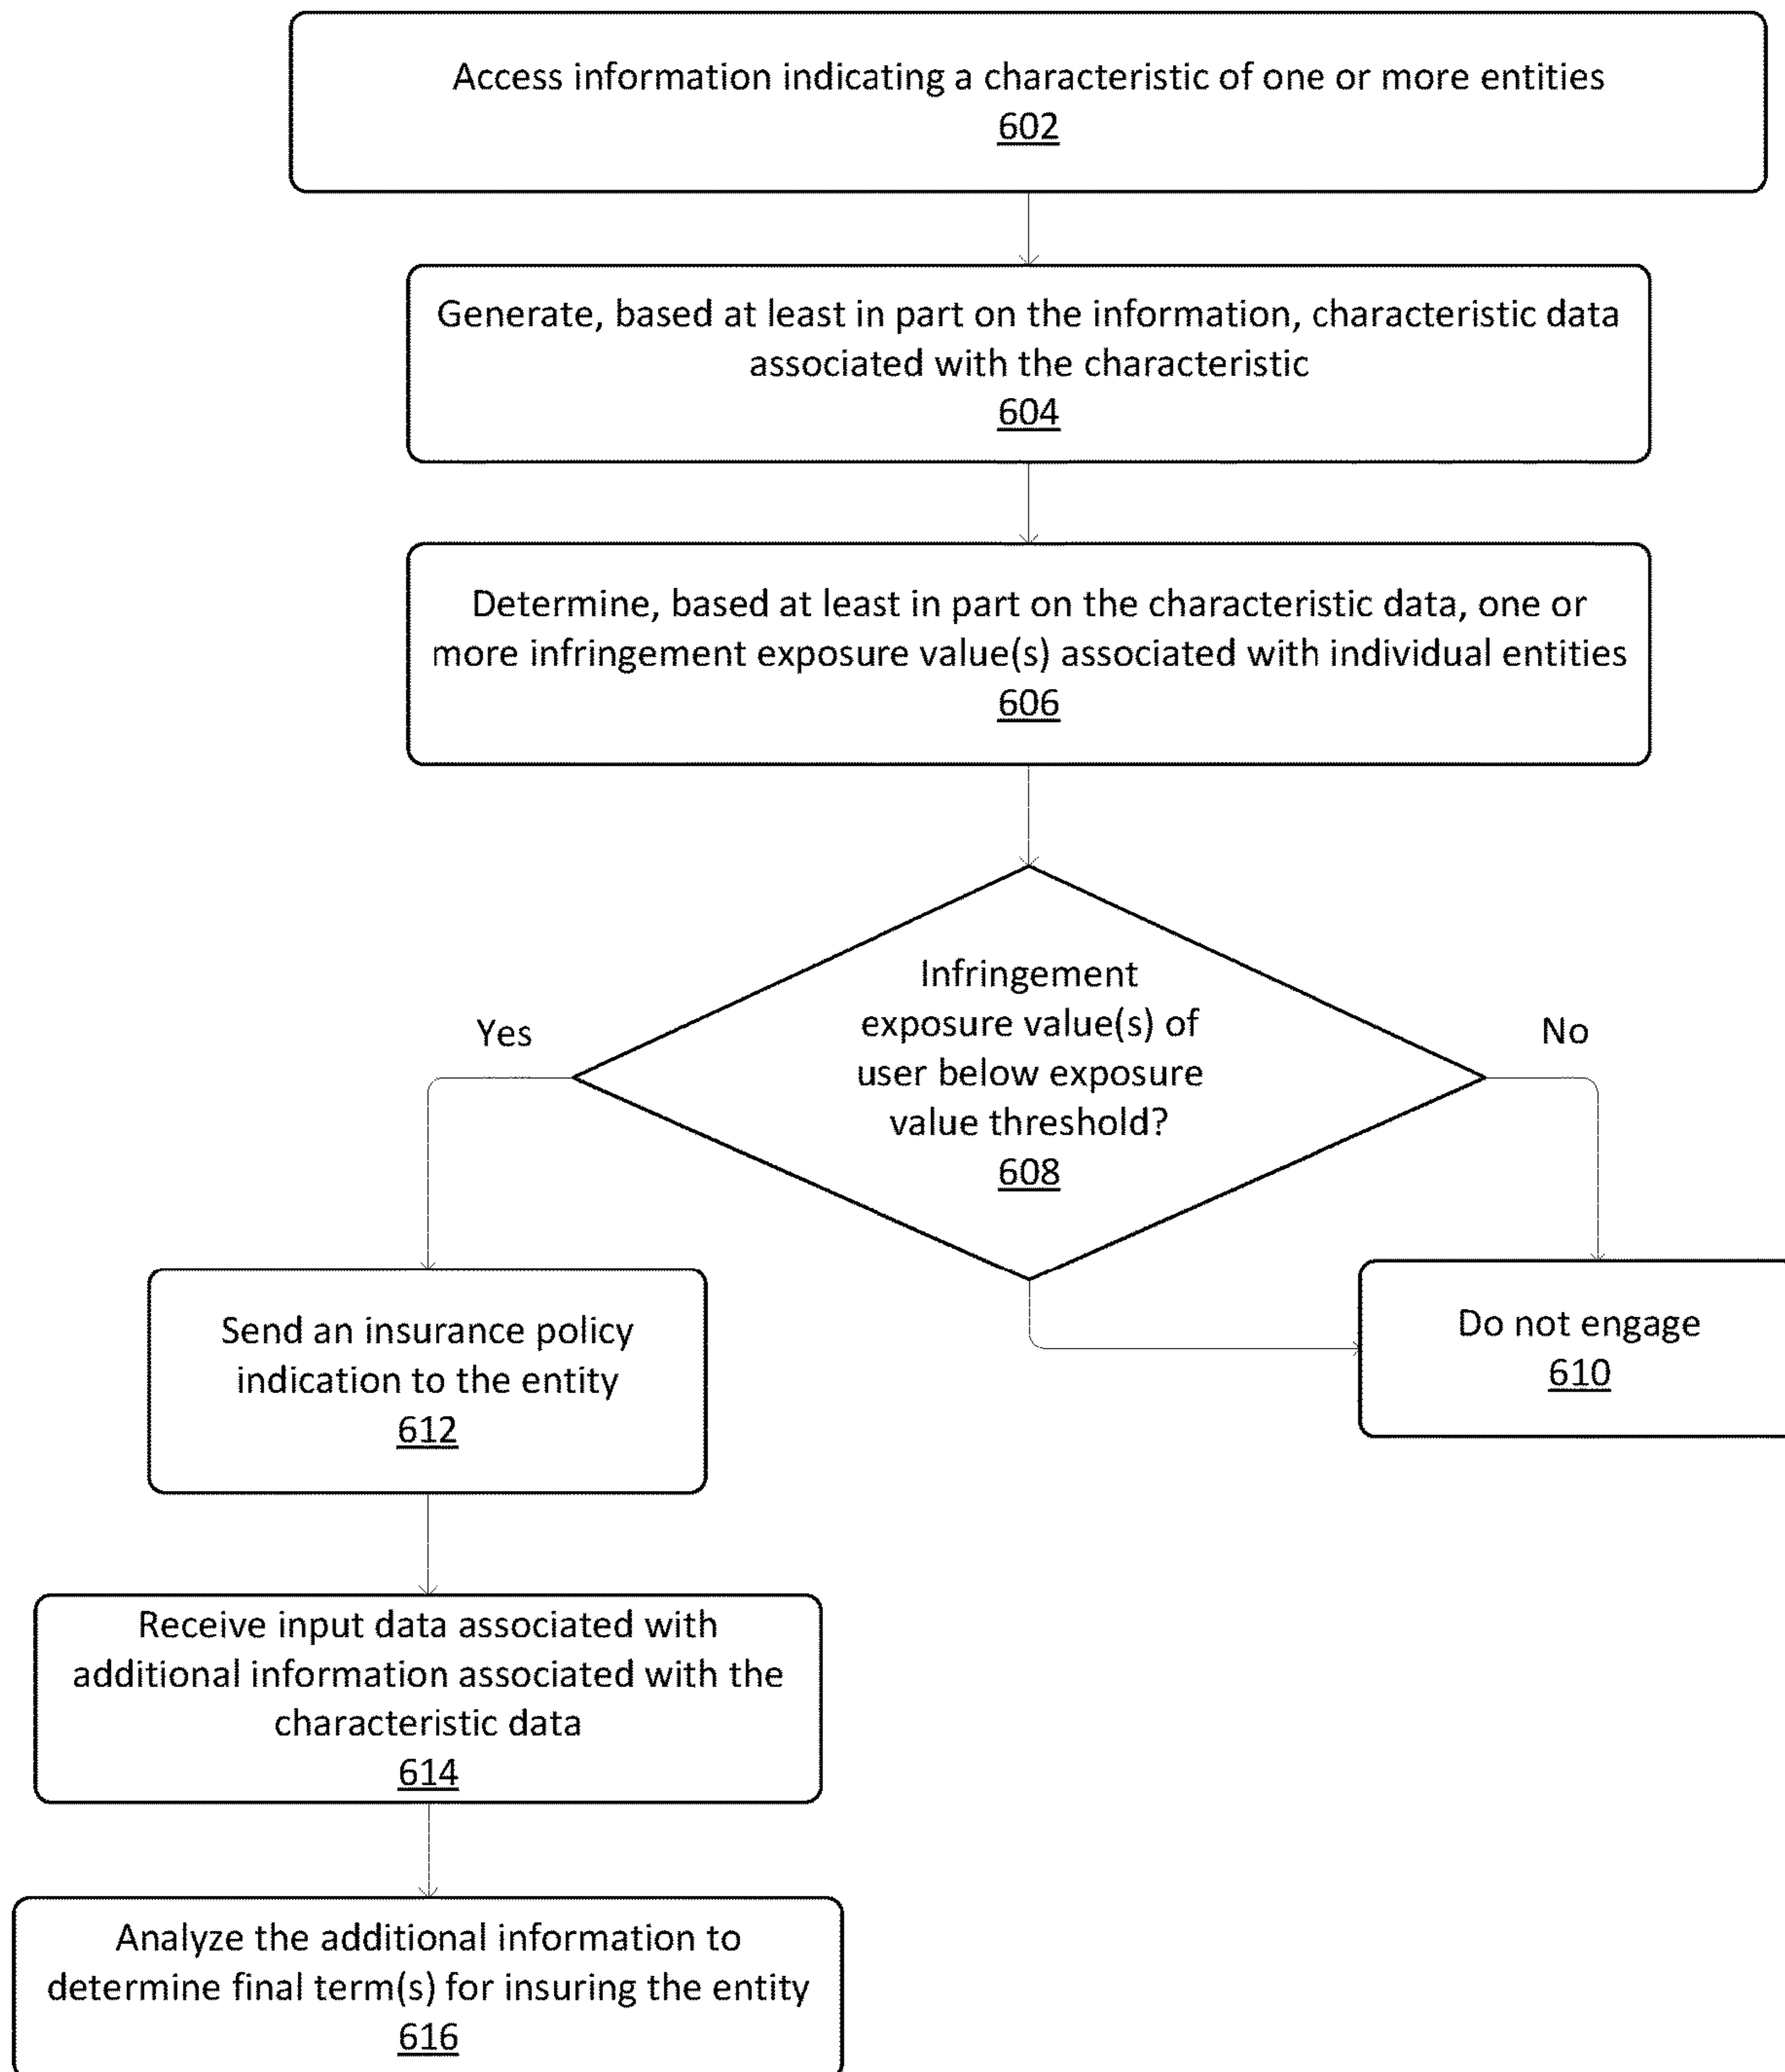 Access information indicating a characteristic of one or more entities
602
Generate, based at least in part on the information, characteristic data
associated with the characteristic
604
Determine, based at least in part on the characteristic data, one or
more infringement exposure value(s) associated with individual entities
606
Infringement
exposure value(s) of
user below exposure
value threshold?
608
Yes
No
Do not engage
610
Send an insurance policy
indication to the entity
612
Receive input data associated with
additional information associated with the
characteristic data
614
Analyze the additional information to
determine final term(s) for insuring the entity
616